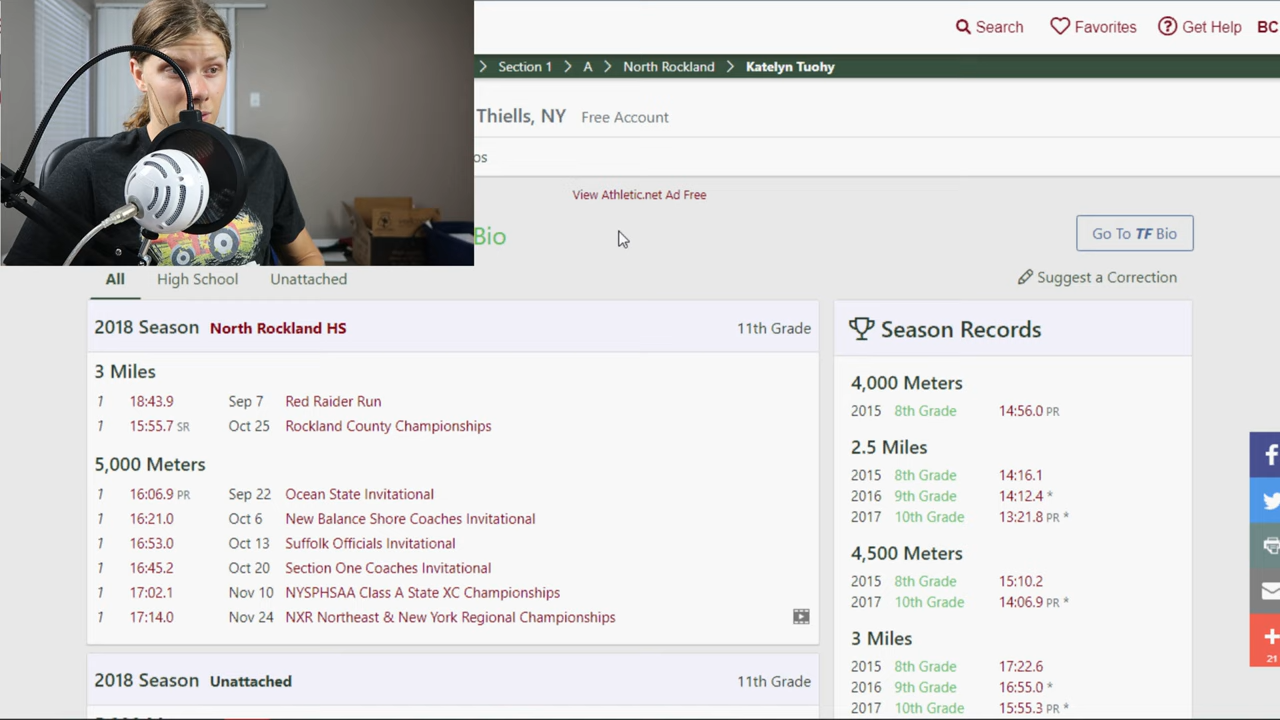 Search Favorites Get Help BC
Section 1 A North Rockland Katelyn Tuohy
Thiells, NY Free Account
os
View Athletic.net Ad Free
Bio
Go To TF Bio
All High School Unattached
Suggest a Correction
2018 Season North Rockland HS 11th Grade
3 Miles
1 18:43.9 Sep 7 Red Raider Run
1 15:55.7 SR Oct 25 Rockland County Championships
5,000 Meters
1 16:06.9 PR Sep 22 Ocean State Invitational
1 16:21.0 Oct 6 New Balance Shore Coaches Invitational
1 16:53.0 Oct 13 Suffolk Officials Invitational
1 16:45.2 Oct 20 Section One Coaches Invitational
1 17:02.1 Nov 10 NYSPHSAA Class A State XC Championships
1 17:14.0 Nov 24 NXR Northeast & New York Regional Championships
2018 Season Unattached 11th Grade
Season Records
4,000 Meters
2015 8th Grade 14:56.0 PR
2.5 Miles
2015 8th Grade 14:16.1
2016 9th Grade 14:12.4 *
2017 10th Grade 13:21.8 PR *
4,500 Meters
2015 8th Grade 15:10.2
2017 10th Grade 14:06.9 PR *
3 Miles
2015 8th Grade 17:22.6
2016 9th Grade 16:55.0 *
2017 10th Grade 15:55.3 PR *
21